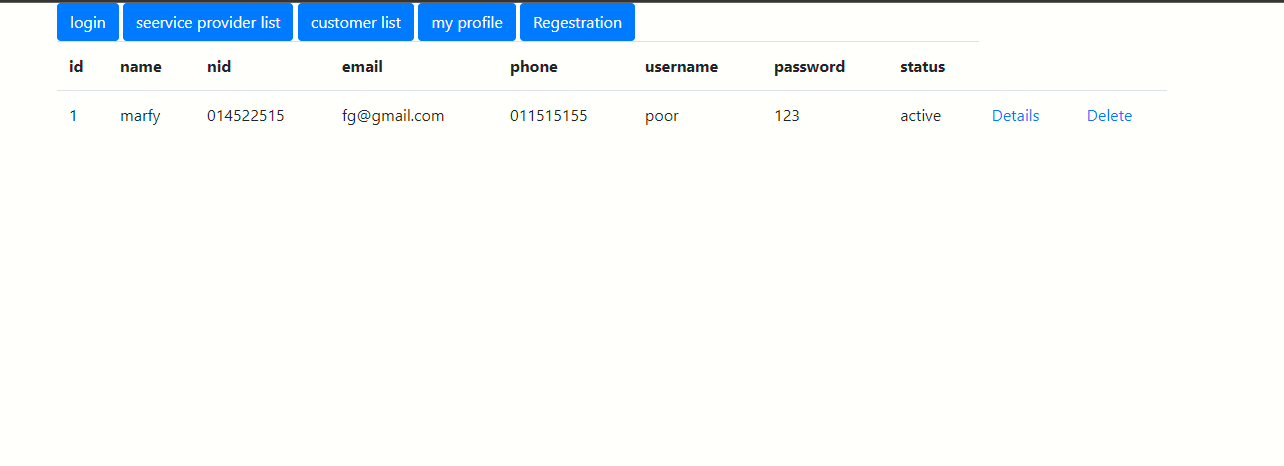 login seervice provider list customer list my profile Regestration
id name nid email phone username password status
1 marfy 014522515 fg@gmail.com 011515155 poor 123 active Details Delete